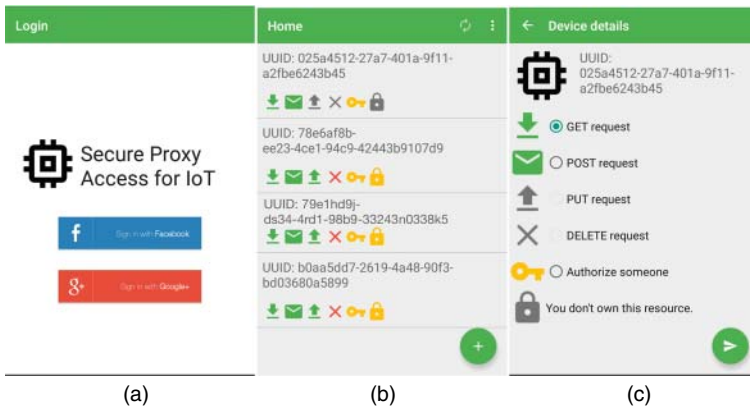 Login
Secure Proxy
Access for IoT
f
Sign in with Facebook
8+
Sign in with Google+
(a)
Home
UUID: 025a4512-27a7-401a-9f11-
a2fbe6243b45
UUID: 78e6af8b-
ee23-4ce1-94c9-42443b9107d9
UUID: 79e1hd9j-
ds34-4rd1-98b9-33243n0338k5
UUID: b0aa5dd7-2619-4a48-90f3-
bd03680a5899
+
(b)
Device details
UUID:
025a4512-27a7-401a-9f11-
a2fbe6243b45
GET request
POST request
PUT request
DELETE request
Authorize someone
You don't own this resource.
(c)